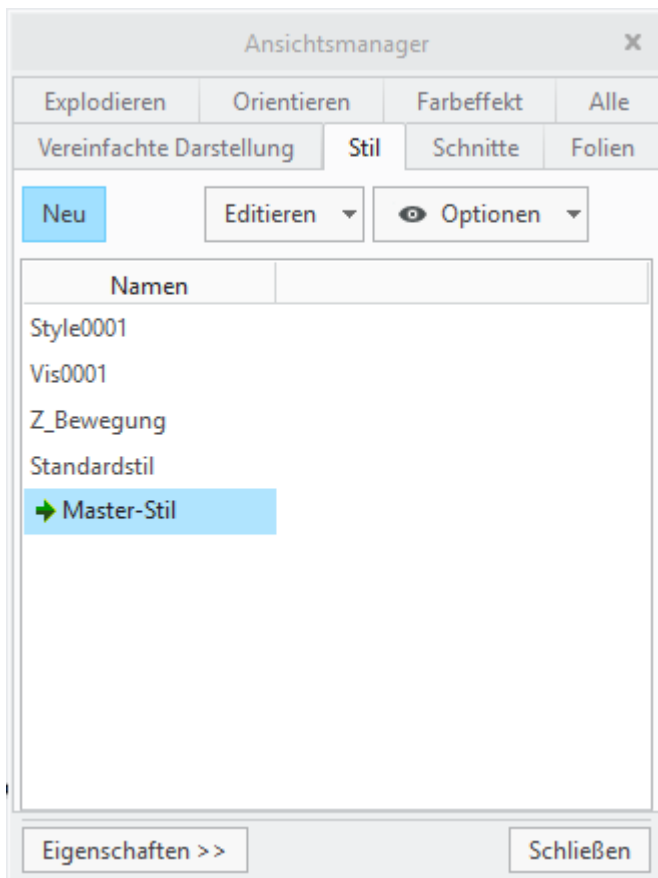 Ansichtsmanager x
Explodieren Orientieren Farbeffekt Alle
Vereinfachte Darstellung Stil Schnitte Folien
Neu Editieren Optionen
Namen
Style0001
Vis0001
Z_Bewegung
Standardstil
Master-Stil
Eigenschaften >> Schließen